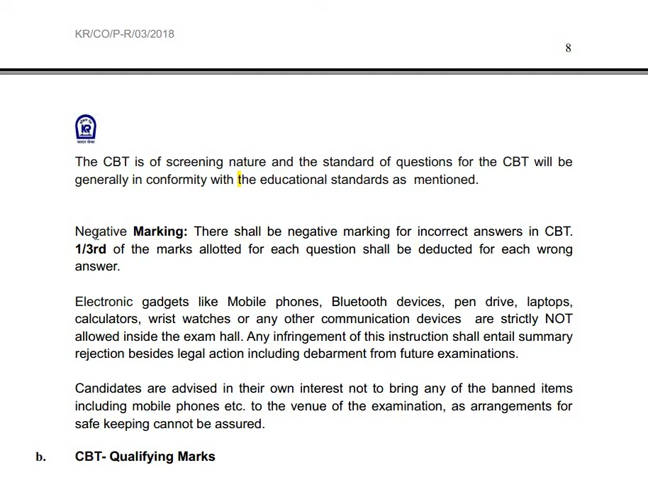 KR/CO/P-R/03/2018
8
KR
The CBT is of screening nature and the standard of questions for the CBT will be
generally in conformity with the educational standards as mentioned.
Negative Marking: There shall be negative marking for incorrect answers in CBT.
1/3rd of the marks allotted for each question shall be deducted for each wrong
answer.
Electronic gadgets like Mobile phones, Bluetooth devices, pen drive, laptops,
calculators, wrist watches or any other communication devices are strictly NOT
allowed inside the exam hall. Any infringement of this instruction shall entail summary
rejection besides legal action including debarment from future examinations.
Candidates are advised in their own interest not to bring any of the banned items
including mobile phones etc. to the venue of the examination, as arrangements for
safe keeping cannot be assured.
b. CBT- Qualifying Marks